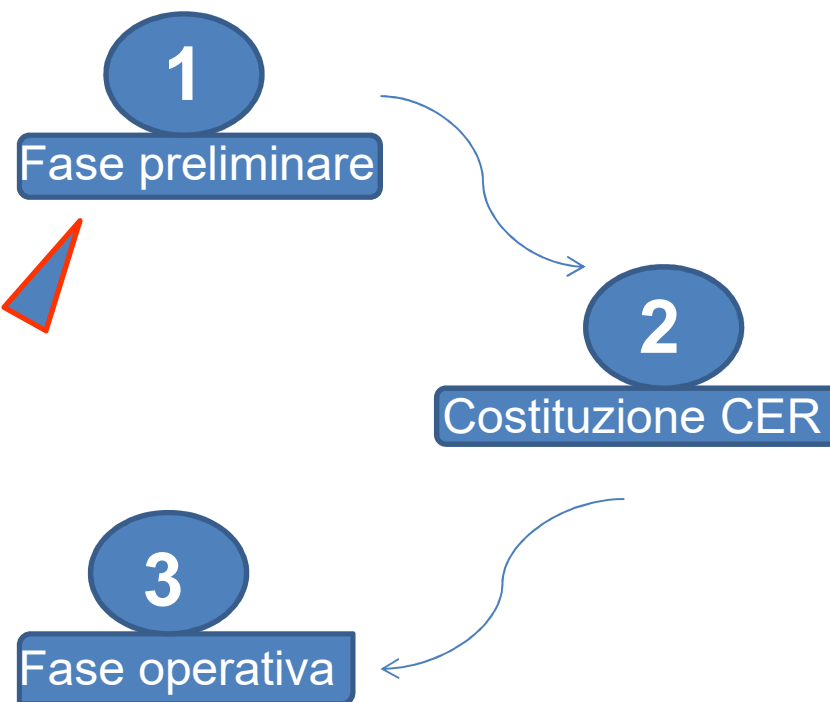 1
Fase preliminare
2
Costituzione CER
3
Fase operativa